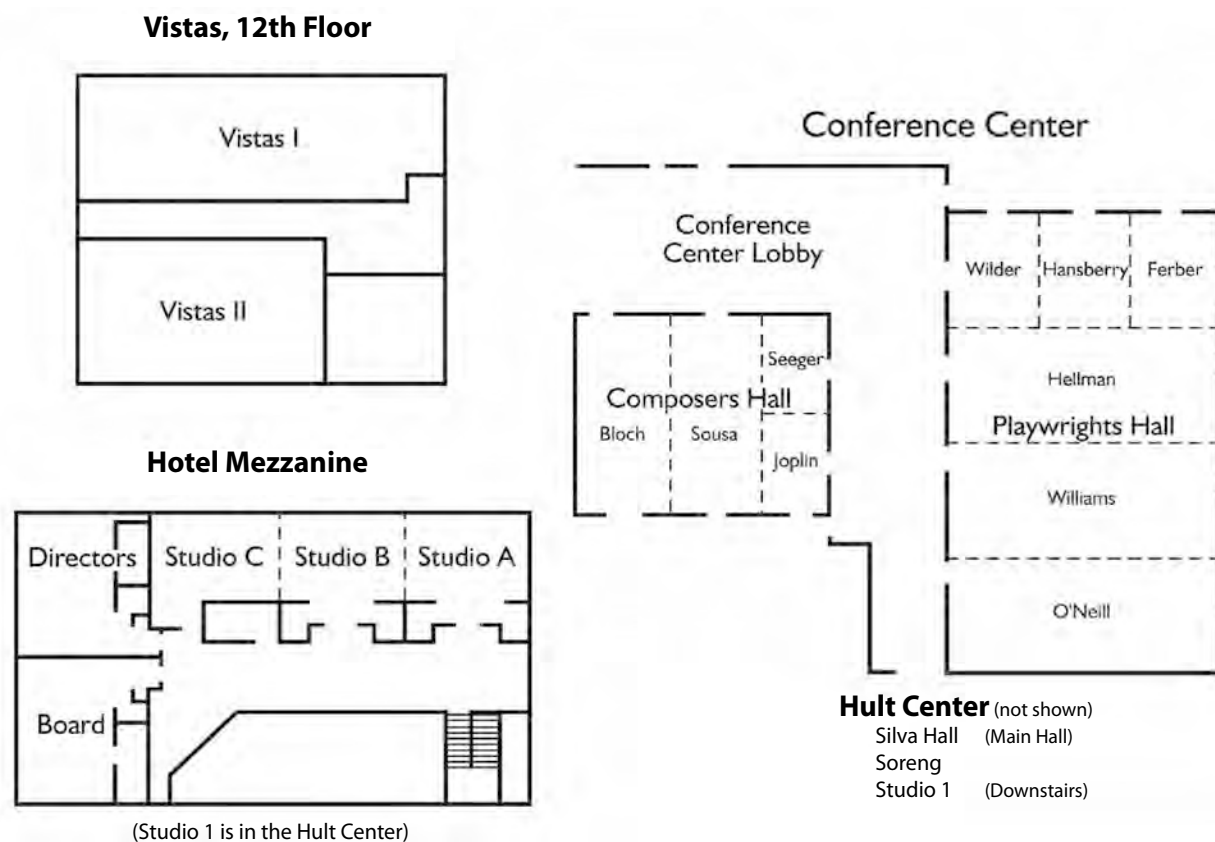 Vistas, 12th Floor
Vistas I
Vistas II
Hotel Mezzanine
Directors
Studio C
Studio B
Studio A
Board
(Studio 1 is in the Hult Center)
Conference Center
Conference
Center Lobby
Wilder
Hansberry
Ferber
Seeger
Composers Hall
Bloch
Sousa
Joplin
Hellman
Playwrights Hall
Williams
O'Neill
Hult Center (not shown)
Silva Hall (Main Hall)
Soreng
Studio 1 (Downstairs)